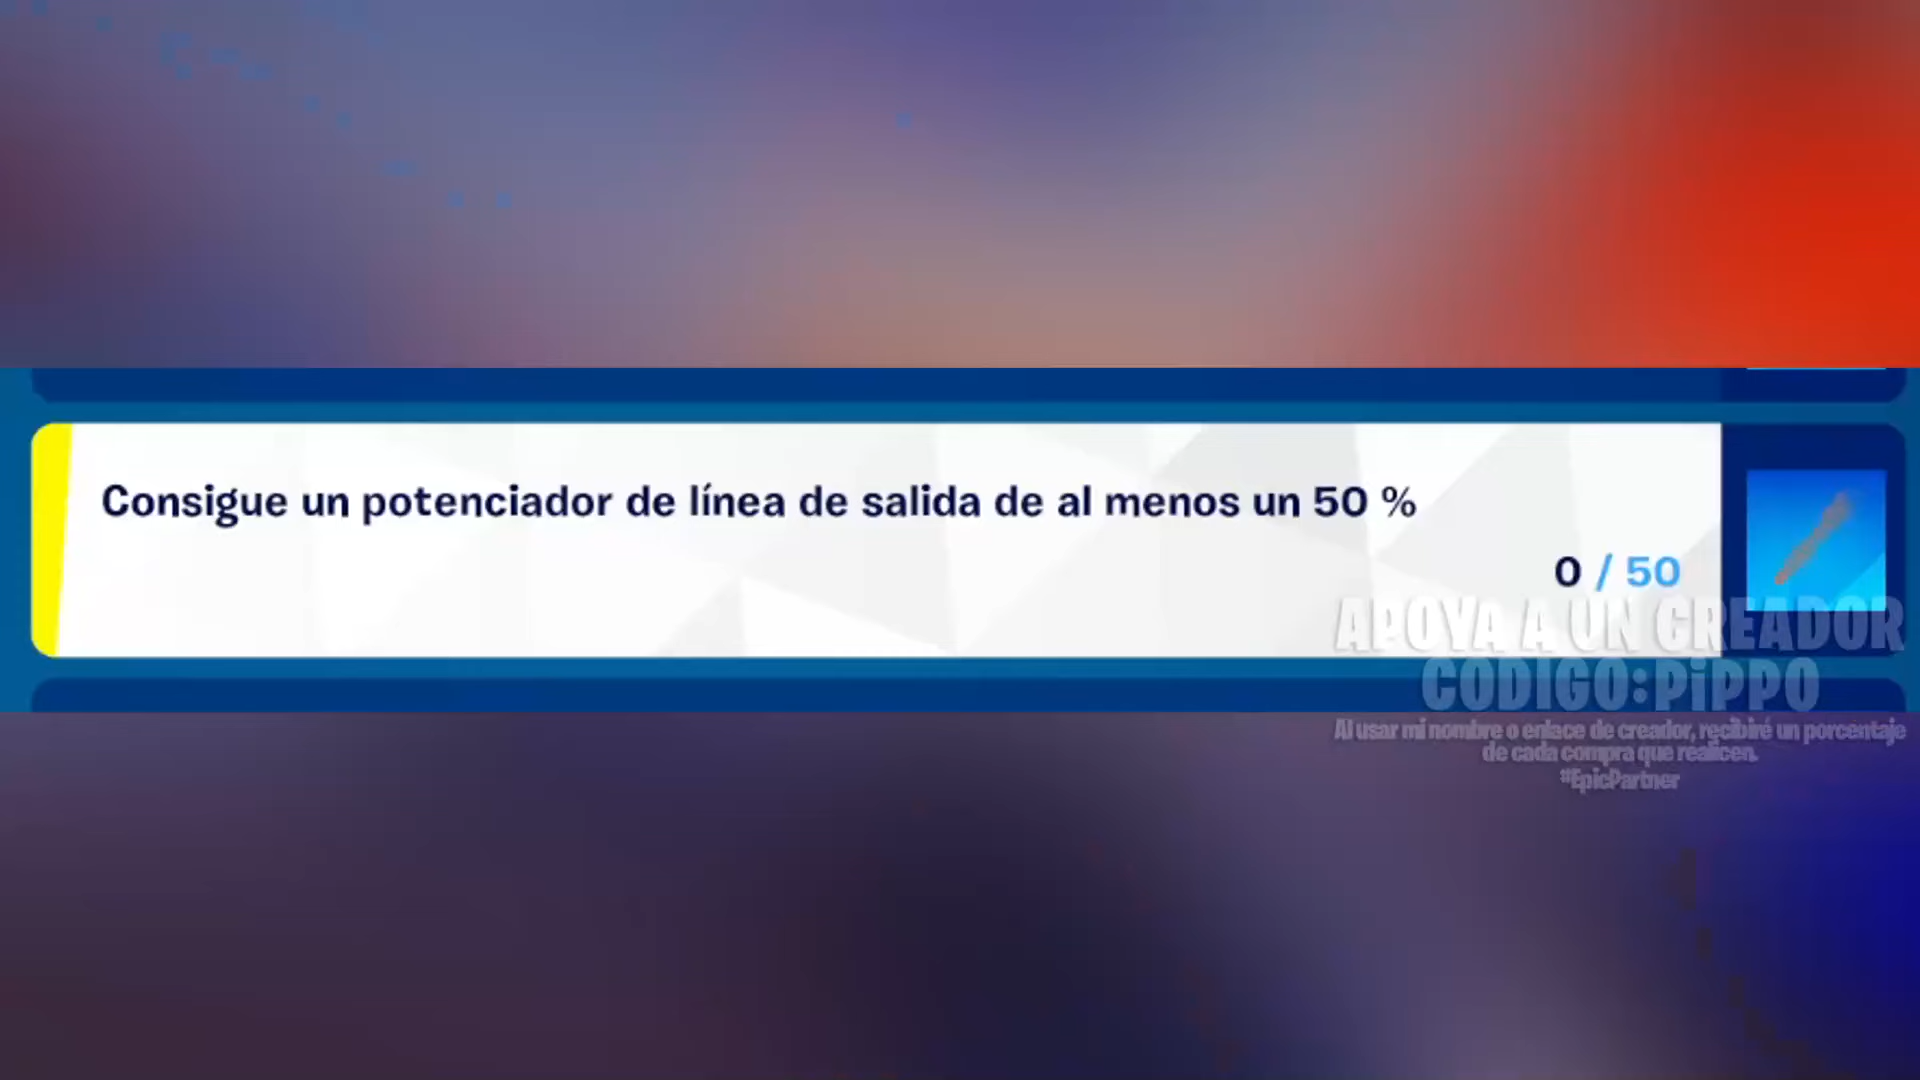 Consigue un potenciador de línea de salida de al menos un 50 %
0 / 50
APOYA A UN CREADOR
CODIGO:PiPPO
Al usar mi nombre o enlace de creador, recibiré un porcentaje
de cada compra que realicen.
#EpicPartner